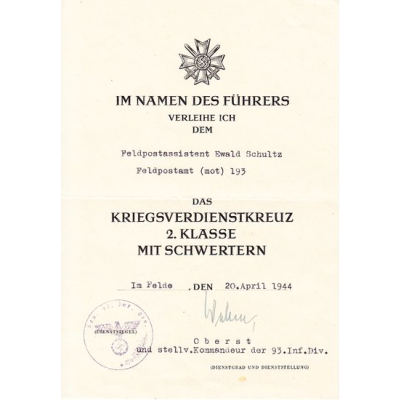 IM NAMEN DES FÜHRERS
VERLEIHE ICH
DEM
Feldpostassistent Ewald Schultz
Feldpostamt (mot) 193
DAS
KRIEGSVERDIENSTKREUZ
2. KLASSE
MIT SCHWERTERN
Im Felde , DEN 20.April 1944
(DIENSTSIEGEL)
Oberst
und stellv.Kommandeur der 93.Inf.Div.
(DIENSTGRAD UND DIENSTSTELLUNG)